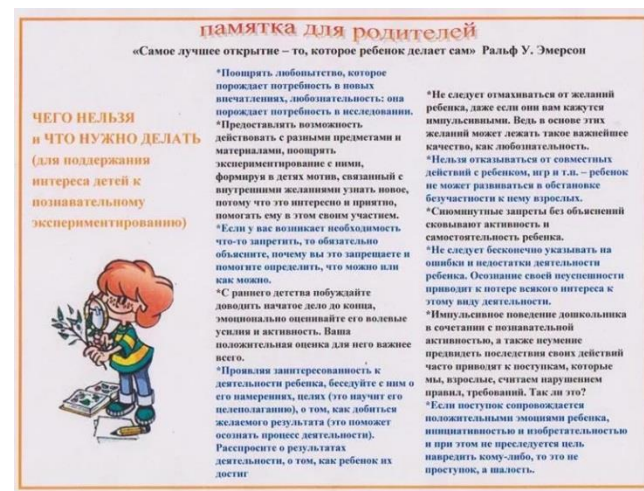 памятка для родителей
«Самое лучшее открытие – то, которое ребенок делает сам» Ральф У. Эмерсон
ЧЕГО НЕЛЬЗЯ
и ЧТО НУЖНО ДЕЛАТЬ
(для поддержания
интереса детей к
познавательному
экспериментированию)
*Поощрять любопытство, которое
порождает потребность в новых
впечатлениях, любознательность: она
порождает потребность в исследовании.
*Предоставлять возможность
действовать с разными предметами и
материалами, поощрять
экспериментирование с ними,
формируя в детях мотив, связанный с
внутренними желаниями узнать новое,
потому что это интересно и приятно,
помогать ему в этом своим участием.
*Если у вас возникает необходимость
что-то запретить, то обязательно
объясните, почему вы это запрещаете и
помогите определить, что можно или
как можно.
*С раннего детства побуждайте
доводить начатое дело до конца,
эмоционально оценивайте его волевые
усилия и активность. Ваша
положительная оценка для него важнее
всего.
*Проявляя заинтересованность к
деятельности ребенка, беседуйте с ним о
его намерениях, целях (это научит его
целеполаганию), о том, как добиться
желаемого результата (это поможет
осознать процесс деятельности).
Расспросите о результатах
деятельности, о том, как ребенок их
достиг
*Не следует отмахиваться от желаний
ребенка, даже если они вам кажутся
импульсивными. Ведь в основе этих
желаний может лежать такое важнейшее
качество, как любознательность.
*Нельзя отказываться от совместных
действий с ребенком, игр и т.п. – ребенок
не может развиваться в обстановке
безучастности к нему взрослых.
*Сиюминутные запреты без объяснений
сковывают активность и
самостоятельность ребенка.
*Не следует бесконечно указывать на
ошибки и недостатки деятельности
ребенка. Осознание своей неуспешности
приводит к потере всякого интереса к
этому виду деятельности.
*Импульсивное поведение дошкольника
в сочетании с познавательной
активностью, а также неумение
предвидеть последствия своих действий
часто приводят к поступкам, которые
мы, взрослые, считаем нарушением
правил, требований. Так ли это?
*Если поступок сопровождается
положительными эмоциями ребенка,
инициативностью и изобретательностью
и при этом не преследуется цель
навредить кому-либо, то это не
проступок, а шалость.